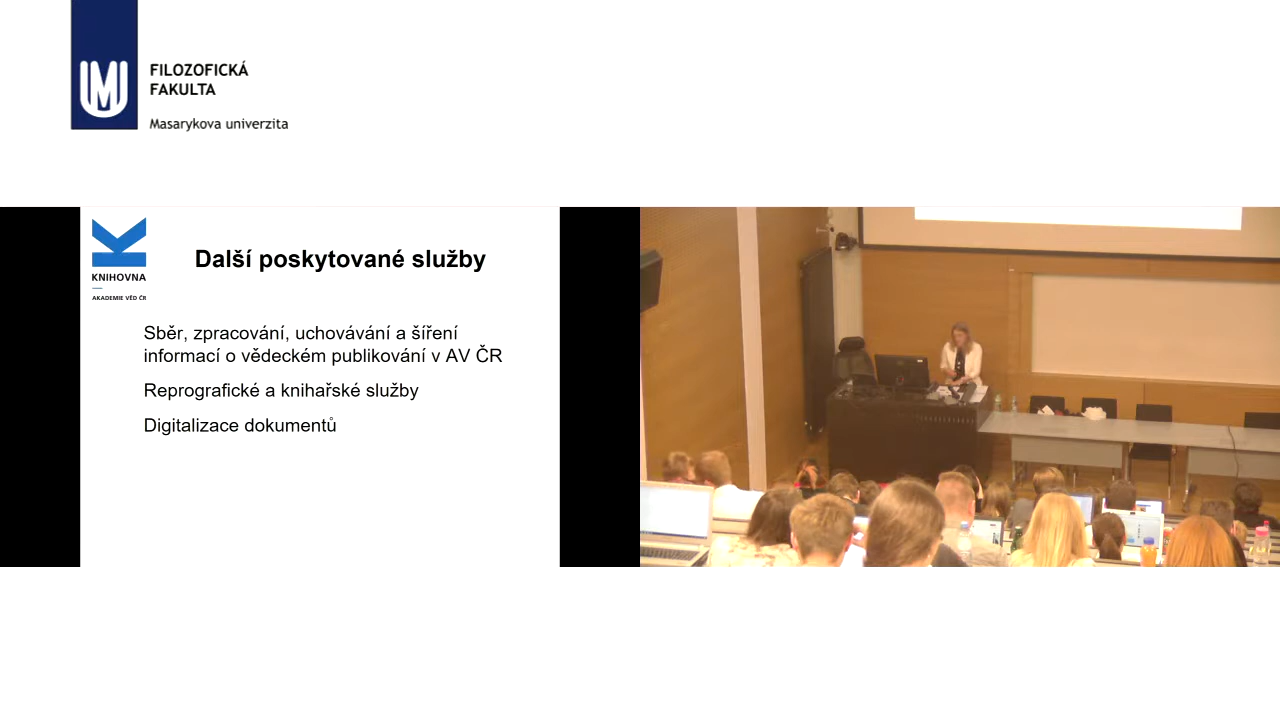 FILOZOFICKÁ
FAKULTA
Masarykova univerzita
KNIHOVNA
AKADEMIE VĚD ČR
Další poskytované služby
Sběr, zpracování, uchovávání a šíření
informací o vědeckém publikování v AV ČR
Reprografické a knihařské služby
Digitalizace dokumentů